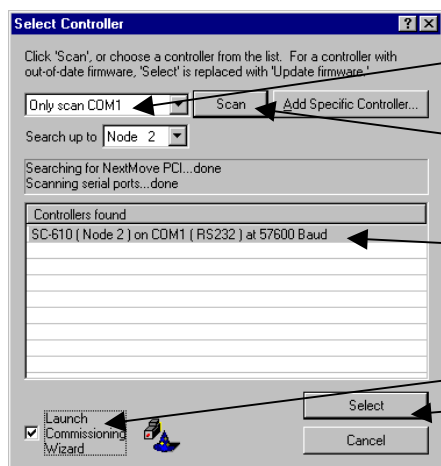 Select Controller
Click 'Scan', or choose a controller from the list. For a controller with
out-of-date firmware, 'Select' is replaced with 'Update firmware.'
Only scan COM1
Scan
Add Specific Controller...
Search up to Node 2
Searching for NextMove PCI...done
Scanning serial ports...done
Controllers found
SC-610 ( Node 2 ) on COM1 ( RS232 ) at 57600 Baud
Launch
Commissioning
Wizard
Select
Cancel